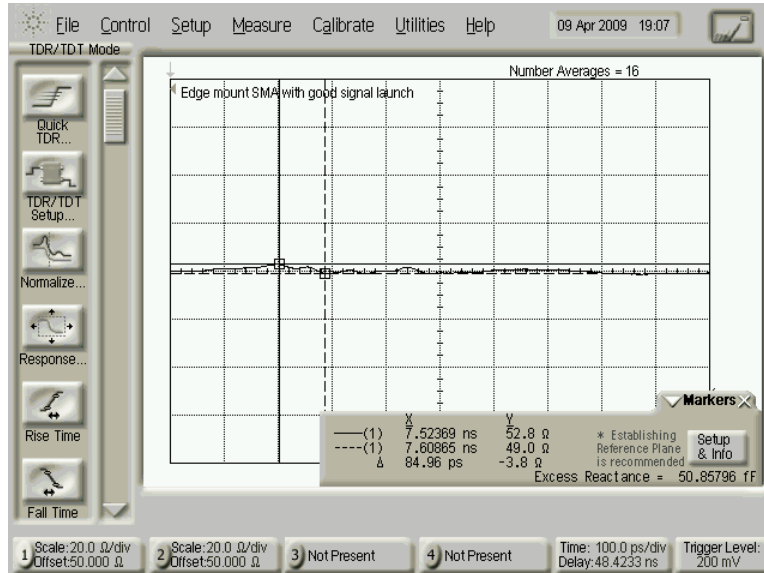 File Control Setup Measure Calibrate Utilities Help 09 Apr 2009 19:07
TDR/TDT Mode
Number Averages = 16
Edge mount SMA with good signal launch
Quick
TDR...
TDR/TDT
Setup...
Normalize...
Response...
Rise Time
Fall Time
Markers
X Y
——(1) 7.52369 ns 52.8 Ω
----(1) 7.60865 ns 49.0 Ω
Δ 84.96 ps -3.8 Ω
* Establishing
Reference Plane
is recommended
Setup
& Info
Excess Reactance = 50.85796 fF
1 Scale:20.0 Ω/div
Offset:50.000 Ω
2 Scale:20.0 Ω/div
Offset:50.000 Ω
3 Not Present
4 Not Present
Time: 100.0 ps/div
Delay:48.4233 ns
Trigger Level:
200 mV